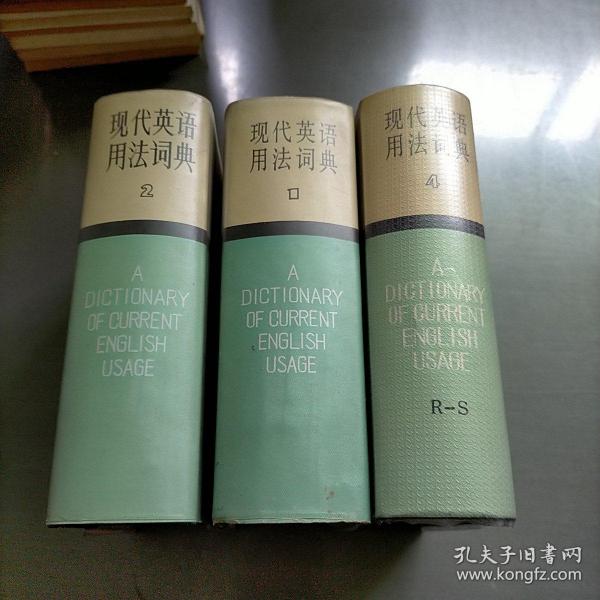 现代英语
用法词典
2
A
DICTIONARY
OF CURRENT
ENGLISH
USAGE
现代英语
用法词典
1
A
DICTIONARY
OF CURRENT
ENGLISH
USAGE
现代英语
用法词典
4
A
DICTIONARY
OF CURRENT
ENGLISH
USAGE
R-S
孔夫子旧书网
www.kongfz.com